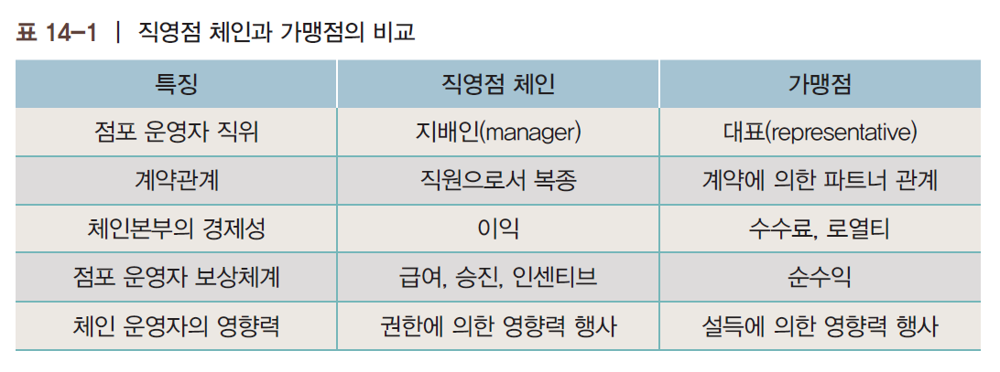 표 14-1 | 직영점 체인과 가맹점의 비교
특징 직영점 체인 가맹점
점포 운영자 직위 지배인(manager) 대표(representative)
계약관계 직원으로서 복종 계약에 의한 파트너 관계
체인본부의 경제성 이익 수수료, 로열티
점포 운영자 보상체계 급여, 승진, 인센티브 순수익
체인 운영자의 영향력 권한에 의한 영향력 행사 설득에 의한 영향력 행사